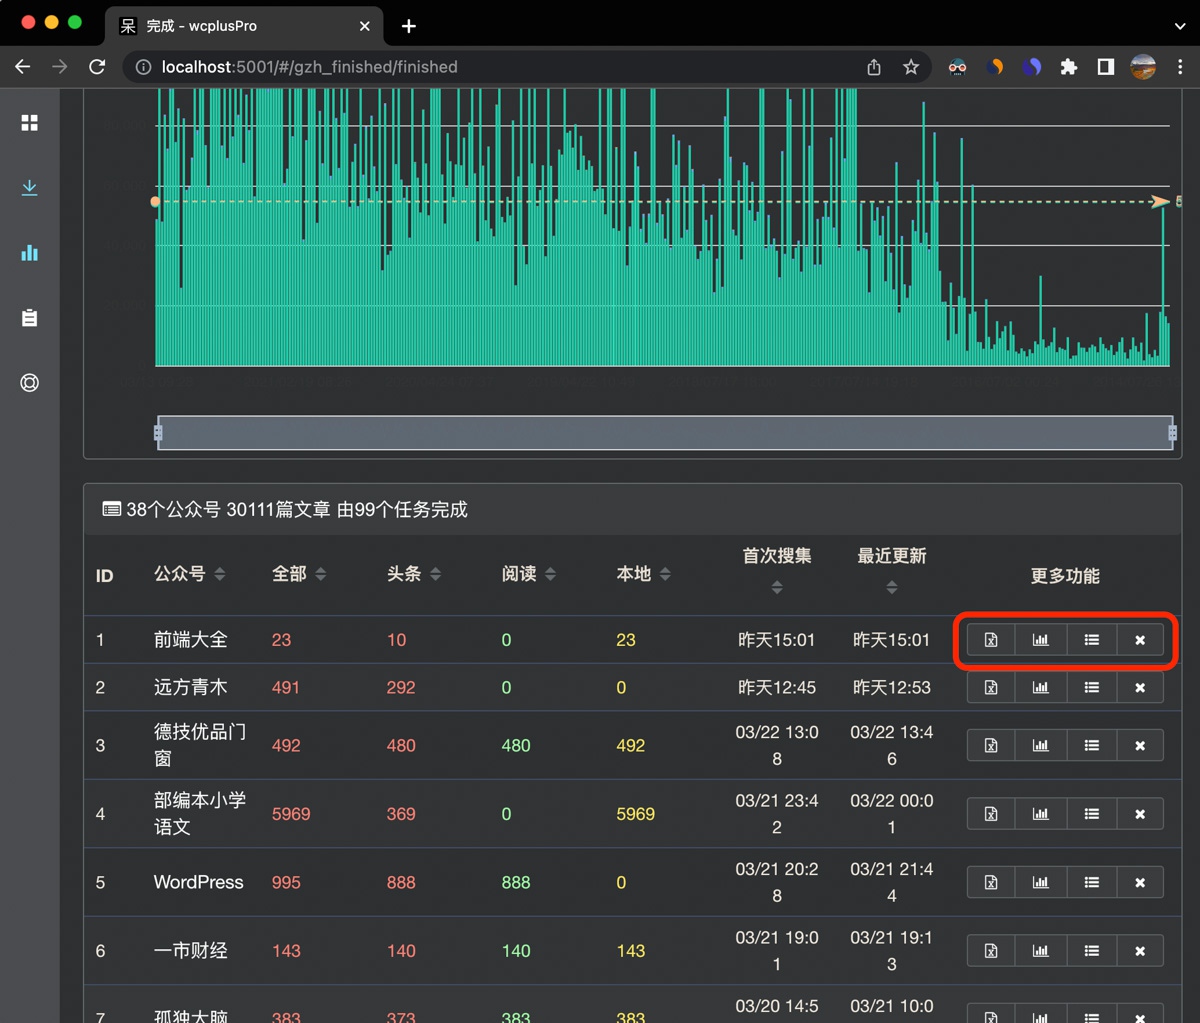 完成 - wcplusPro
localhost:5001/#/gzh_finished/finished
38个公众号 30111篇文章 由99个任务完成
ID 公众号 全部 头条 阅读 本地 首次搜集 最近更新 更多功能
1 前端大全 23 10 0 23 昨天15:01 昨天15:01
2 远方青木 491 292 0 0 昨天12:45 昨天12:53
3 德技优品门窗 492 480 480 492 03/22 13:08 03/22 13:46
4 部编本小学语文 5969 369 0 5969 03/21 23:42 03/22 00:01
5 WordPress 995 888 888 0 03/21 20:28 03/21 21:44
6 一市财经 143 140 140 143 03/21 19:01 03/21 19:13
7 孤独大脑 383 373 383 383 03/20 14:5 03/21 10:0